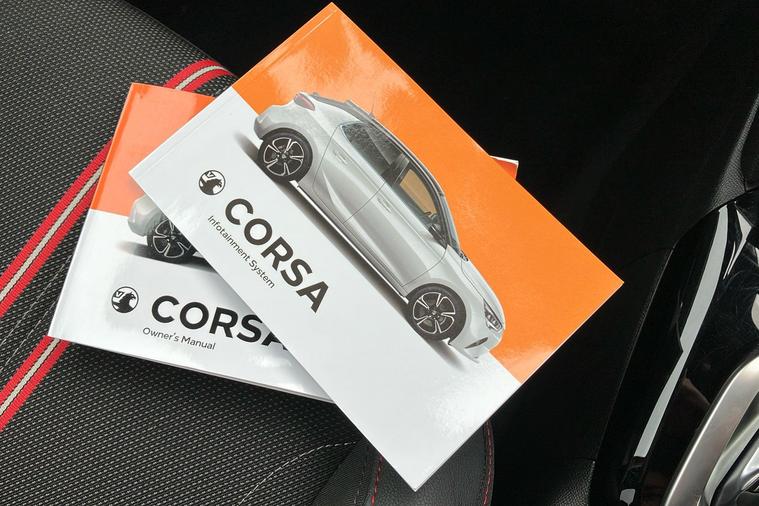 CORSA
Infotainment System
CORSA
Owner's Manual